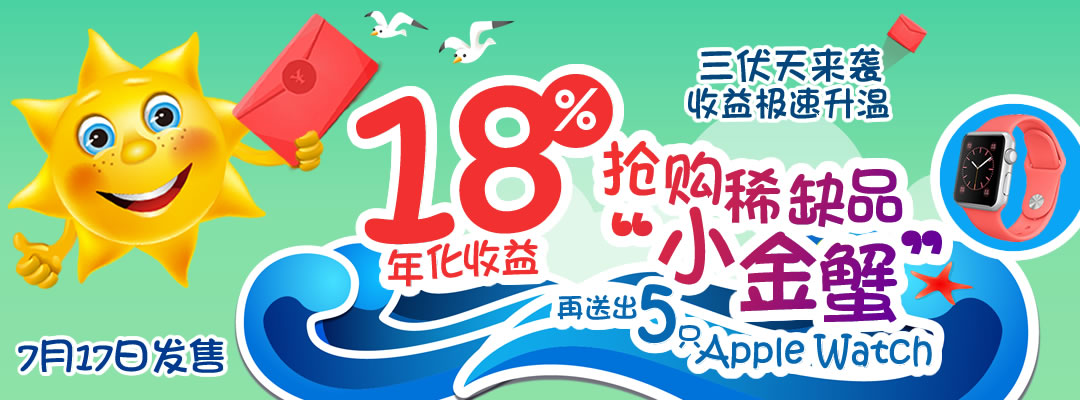 三伏天来袭
收益极速升温
18%
年化收益
抢购稀缺品
“小金蟹”
再送出5只Apple Watch
7月17日发售